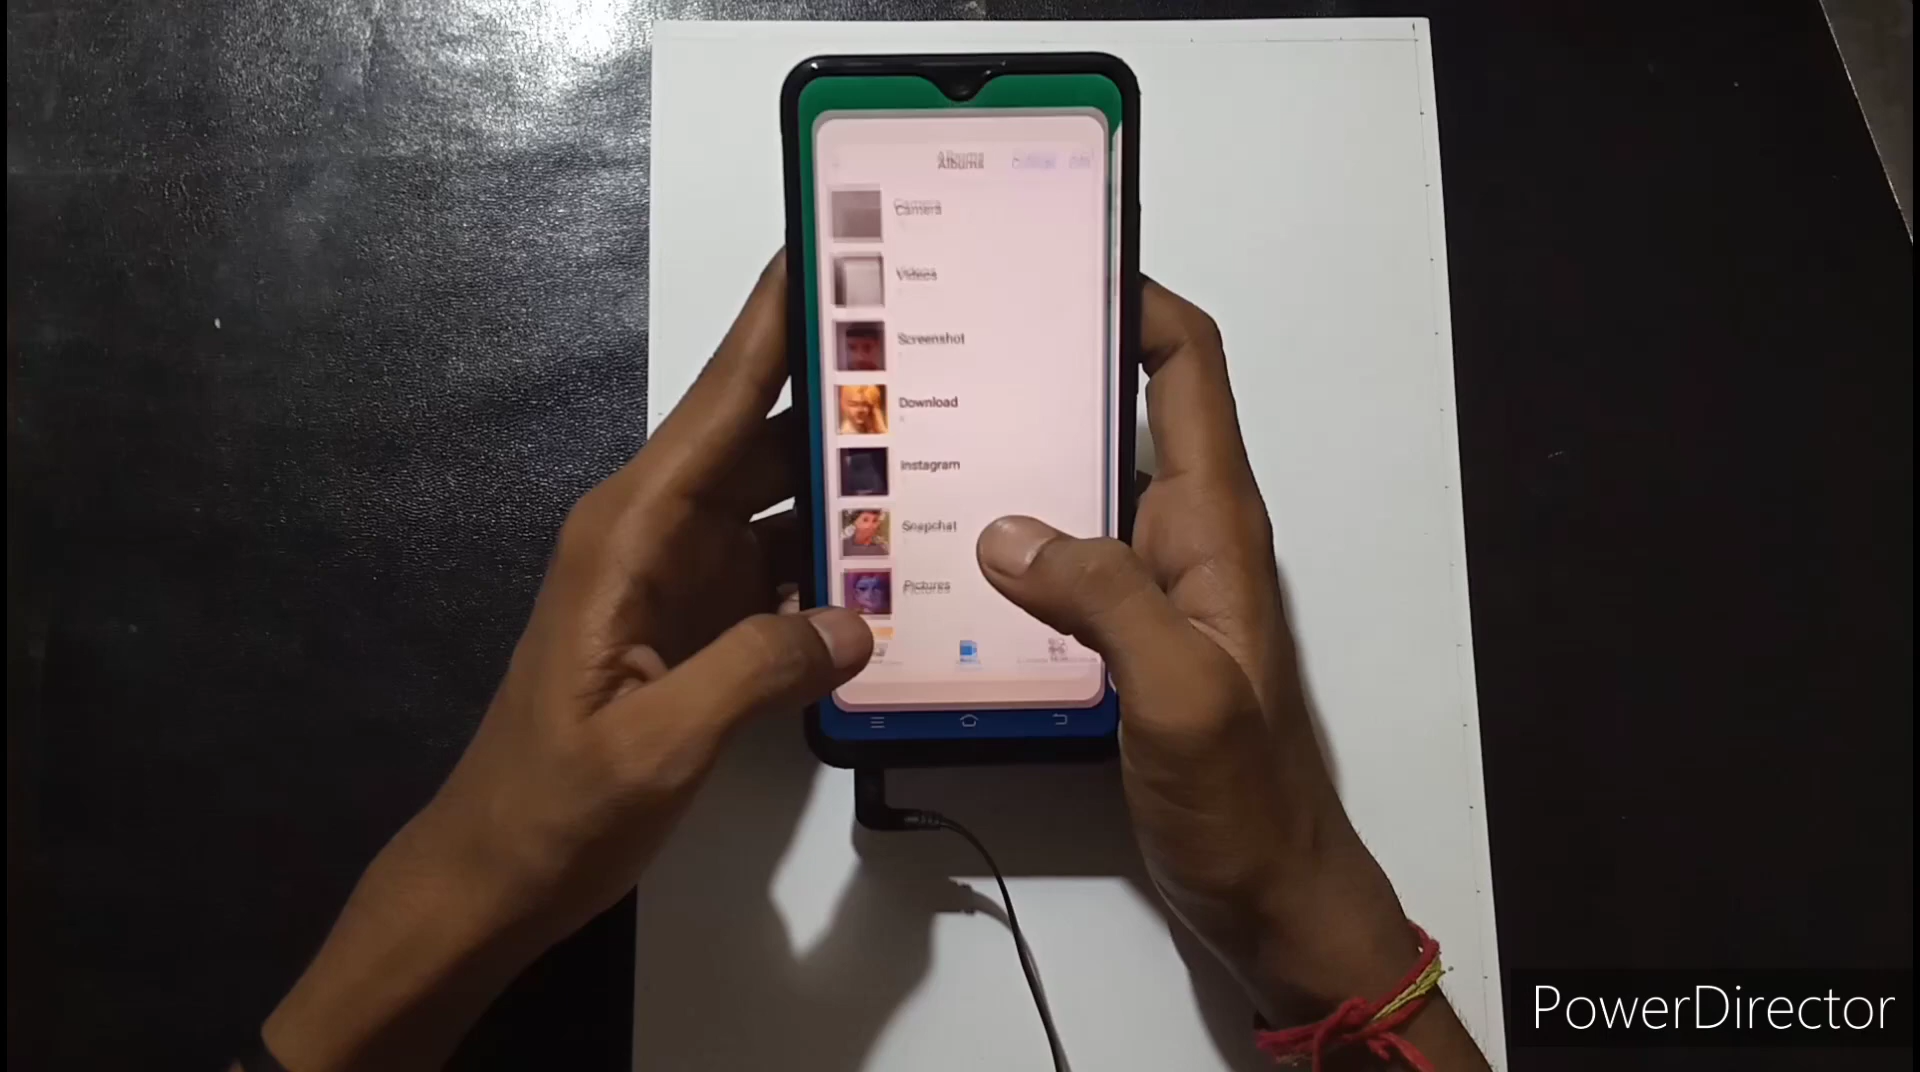 Albums
Camera
Videos
Screenshot
Download
Instagram
Snapchat
Pictures
PowerDirector